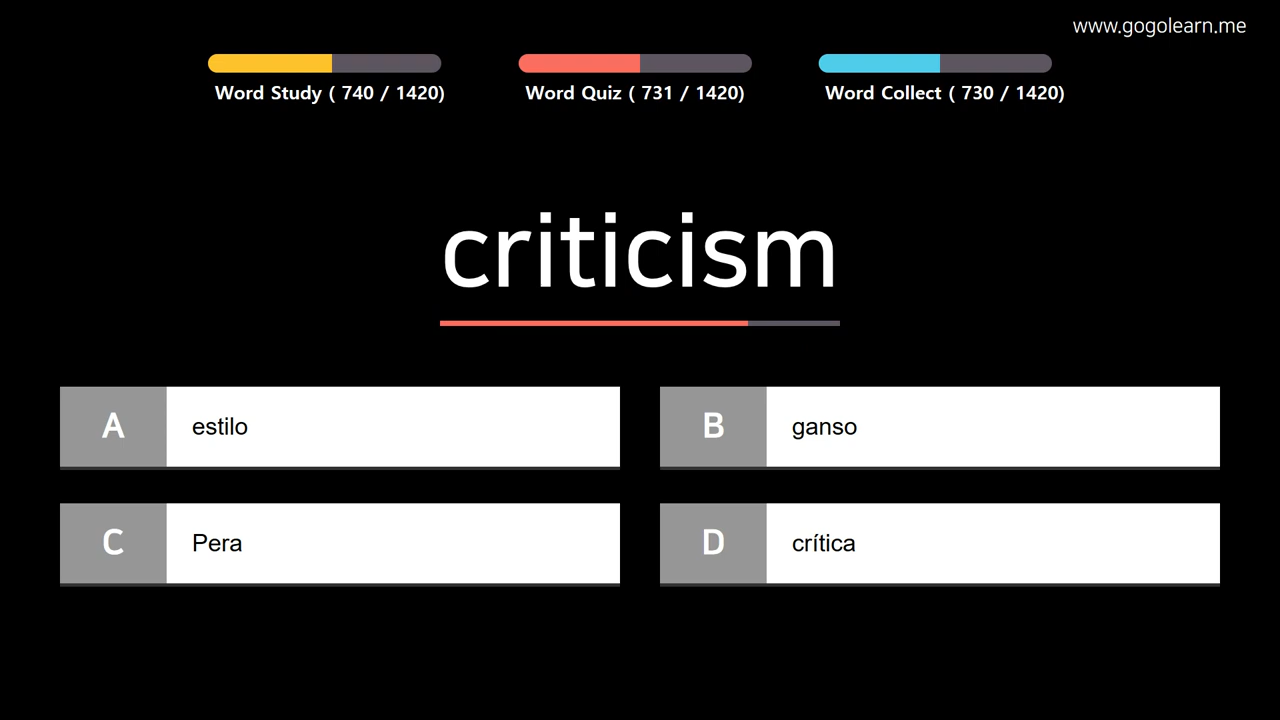 www.gogolearn.me
Word Study ( 740 / 1420)
Word Quiz ( 731 / 1420)
Word Collect ( 730 / 1420)
criticism
A estilo
B ganso
C Pera
D crítica